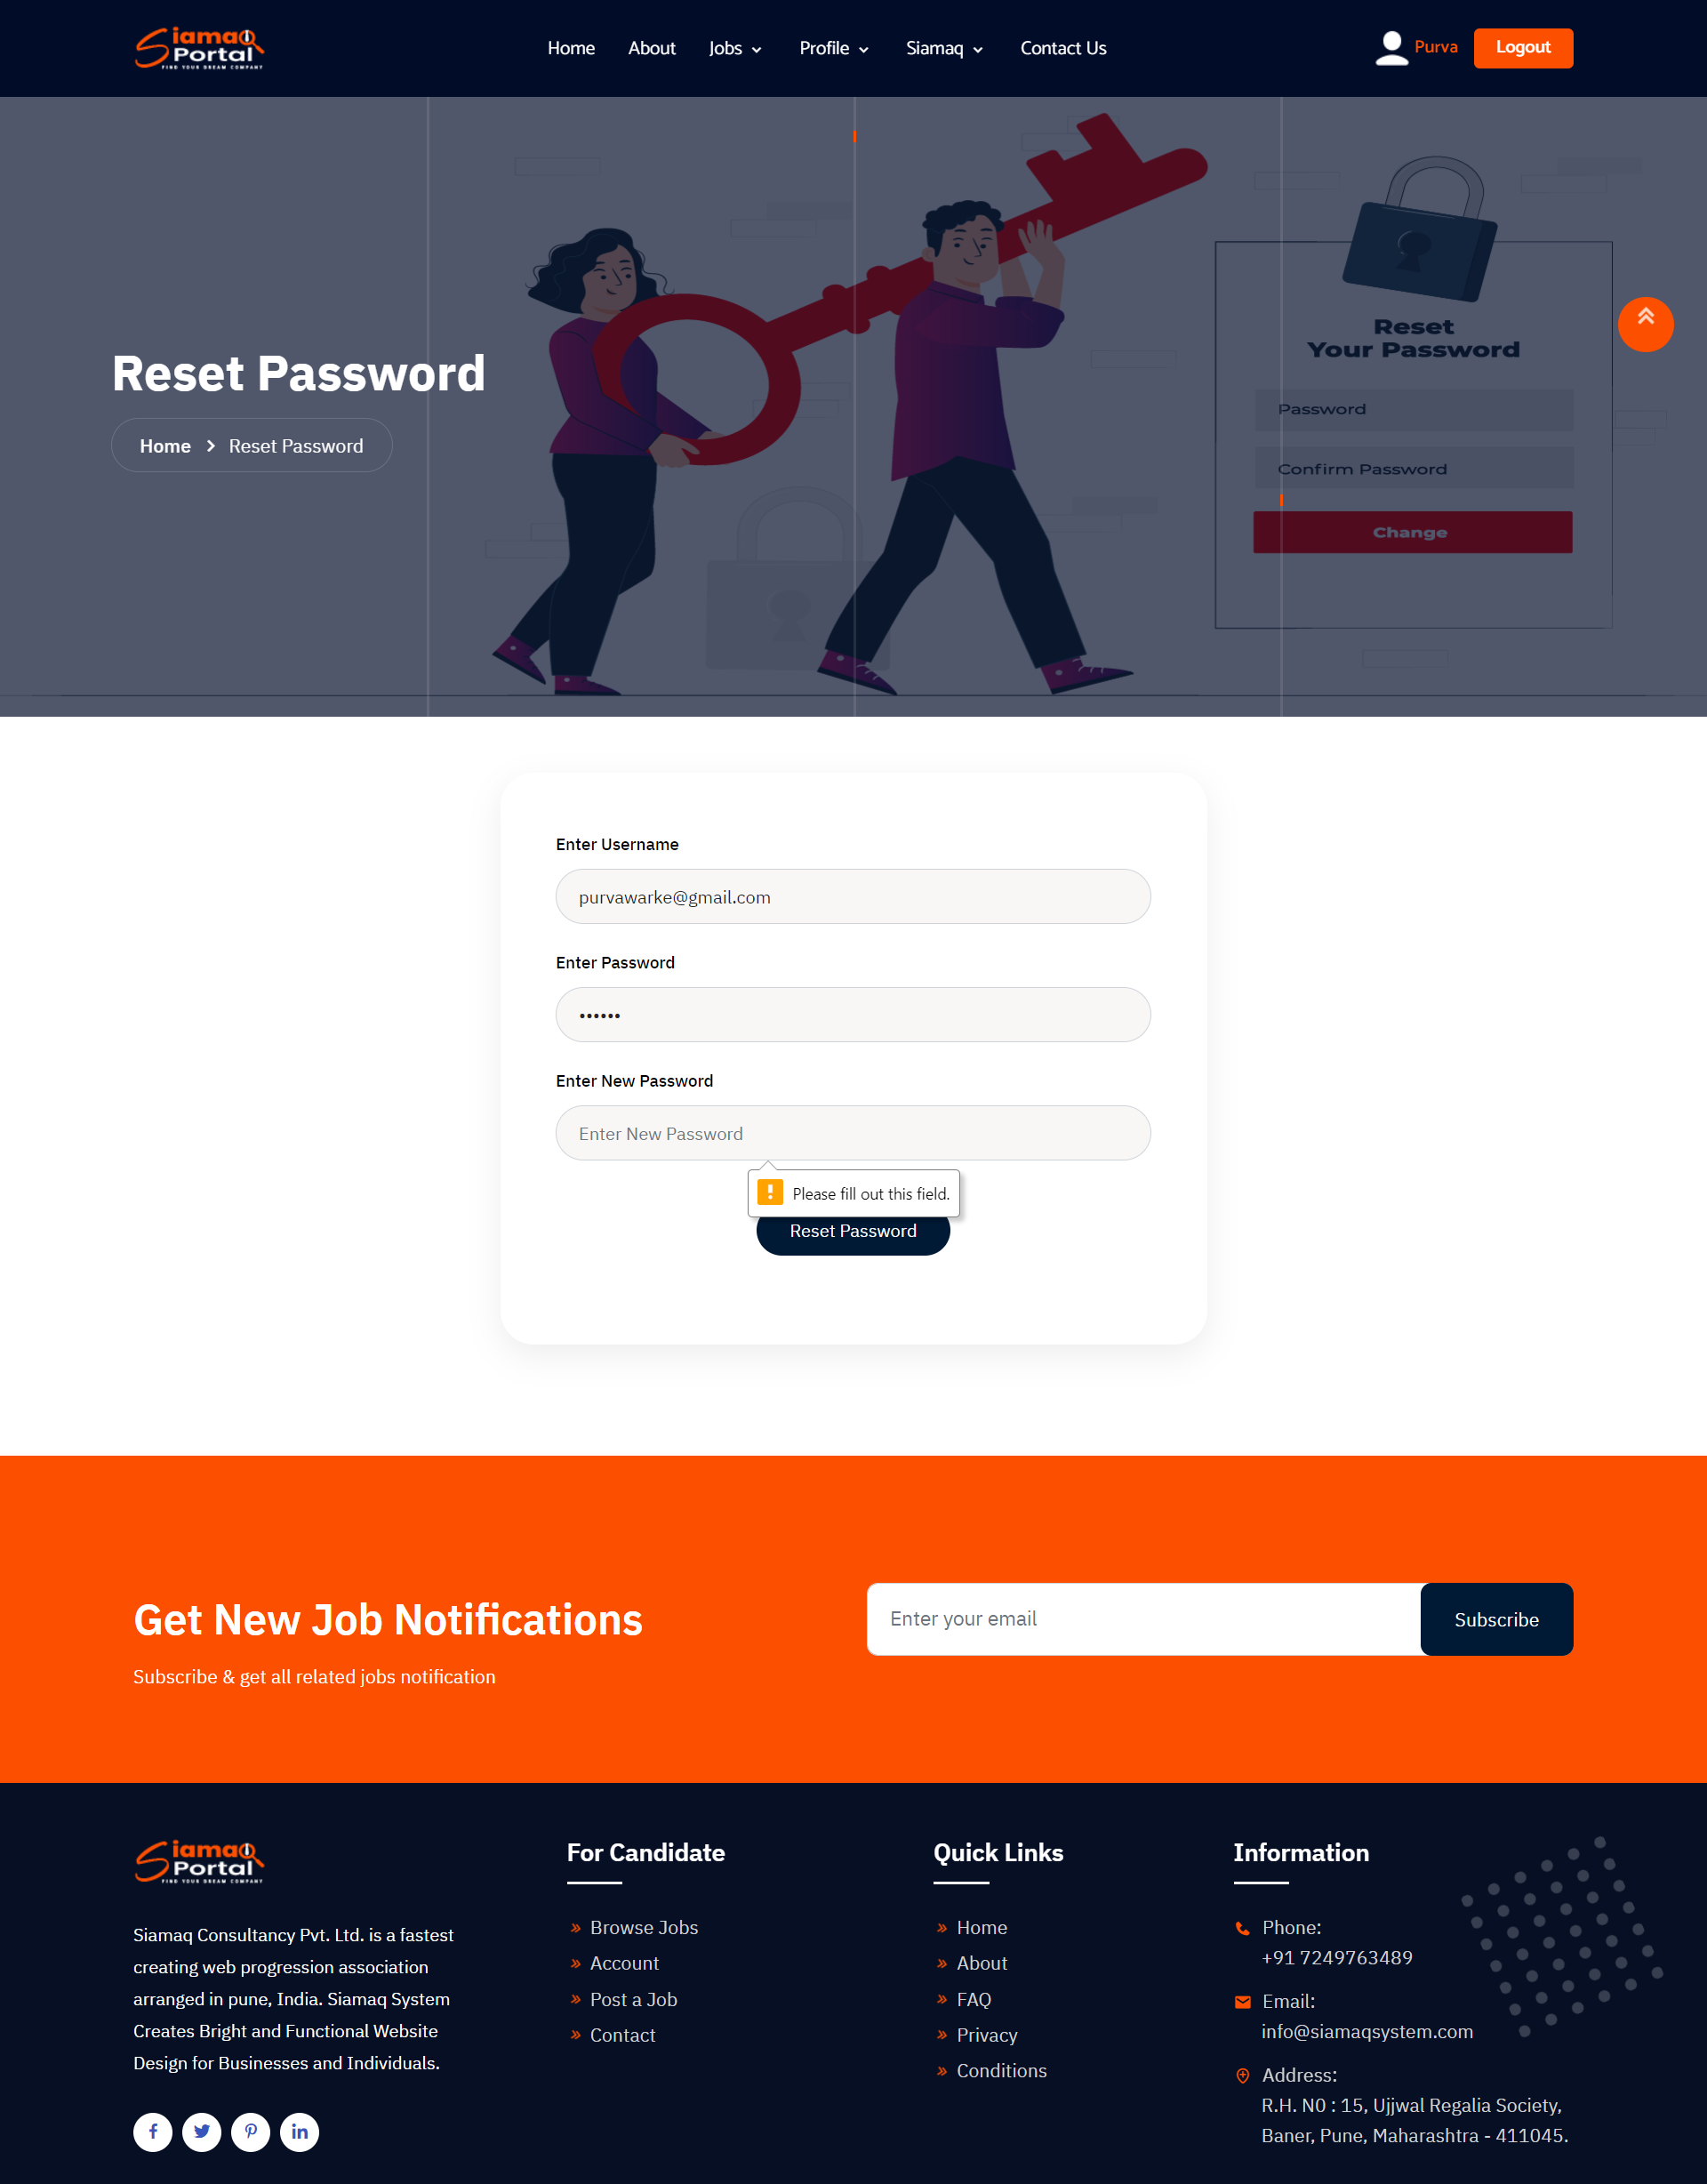 Siamaq
Portal
FIND YOUR DREAM COMPANY
Home About Jobs Profile Siamaq Contact Us
Purva Logout
Reset Password
Home Reset Password
Reset
Your Password
Password
Confirm Password
Change
Enter Username
purvawarke@gmail.com
Enter Password
••••••
Enter New Password
Enter New Password
Please fill out this field.
Reset Password
Get New Job Notifications
Subscribe & get all related jobs notification
Enter your email
Subscribe
Siamaq
Portal
FIND YOUR DREAM COMPANY
Siamaq Consultancy Pvt. Ltd. is a fastest
creating web progression association
arranged in pune, India. Siamaq System
Creates Bright and Functional Website
Design for Businesses and Individuals.
For Candidate
Browse Jobs
Account
Post a Job
Contact
Quick Links
Home
About
FAQ
Privacy
Conditions
Information
Phone:
+91 7249763489
Email:
info@siamaqsystem.com
Address:
R.H. N0 : 15, Ujjwal Regalia Society,
Baner, Pune, Maharashtra - 411045.